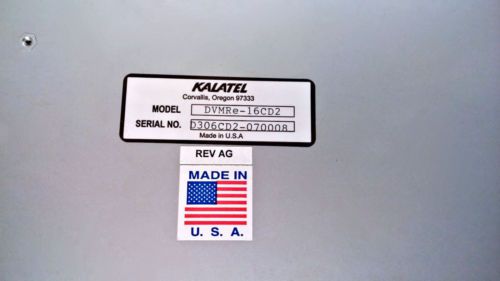 KALATEL
Corvallis, Oregon 97333
MODEL DVMRe-16CD2
SERIAL NO. D306CD2-070008
Made in U.S.A
REV AG
MADE IN
U. S. A.